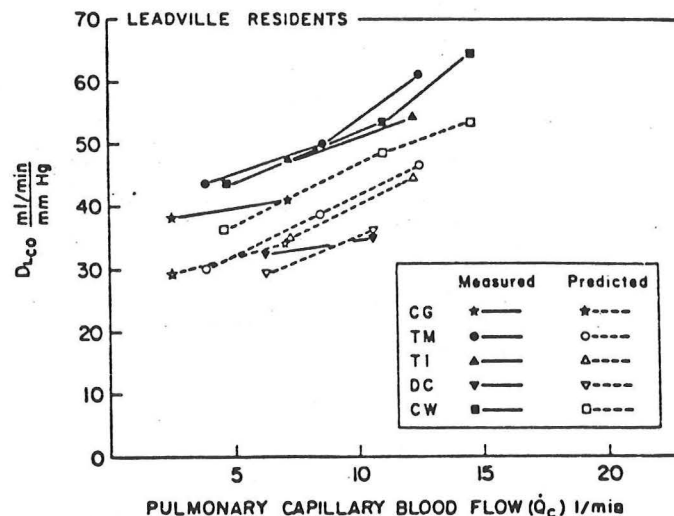 LEADVILLE RESIDENTS
70
60
50
40
30
20
10
0
D_Lco ml/min
mm Hg
Measured Predicted
CG
TM
TI
DC
CW
5 10 15 20
PULMONARY CAPILLARY BLOOD FLOW (Q̇c) l/min